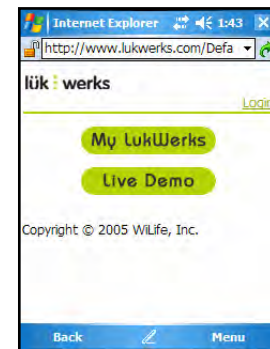 Internet Explorer 1:43
http://www.lukwerks.com/Defa
lük : werks
Login
My LukWerks
Live Demo
Copyright © 2005 WiLife, Inc.
Back Menu